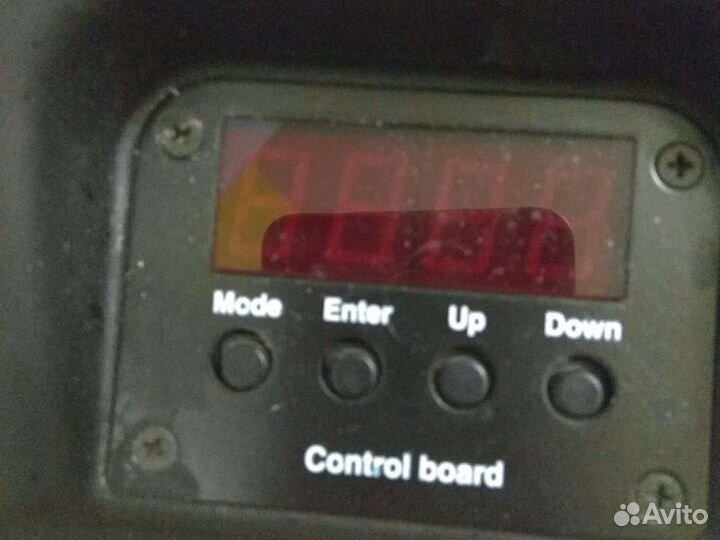 Mode Enter Up Down
Control board
Avito